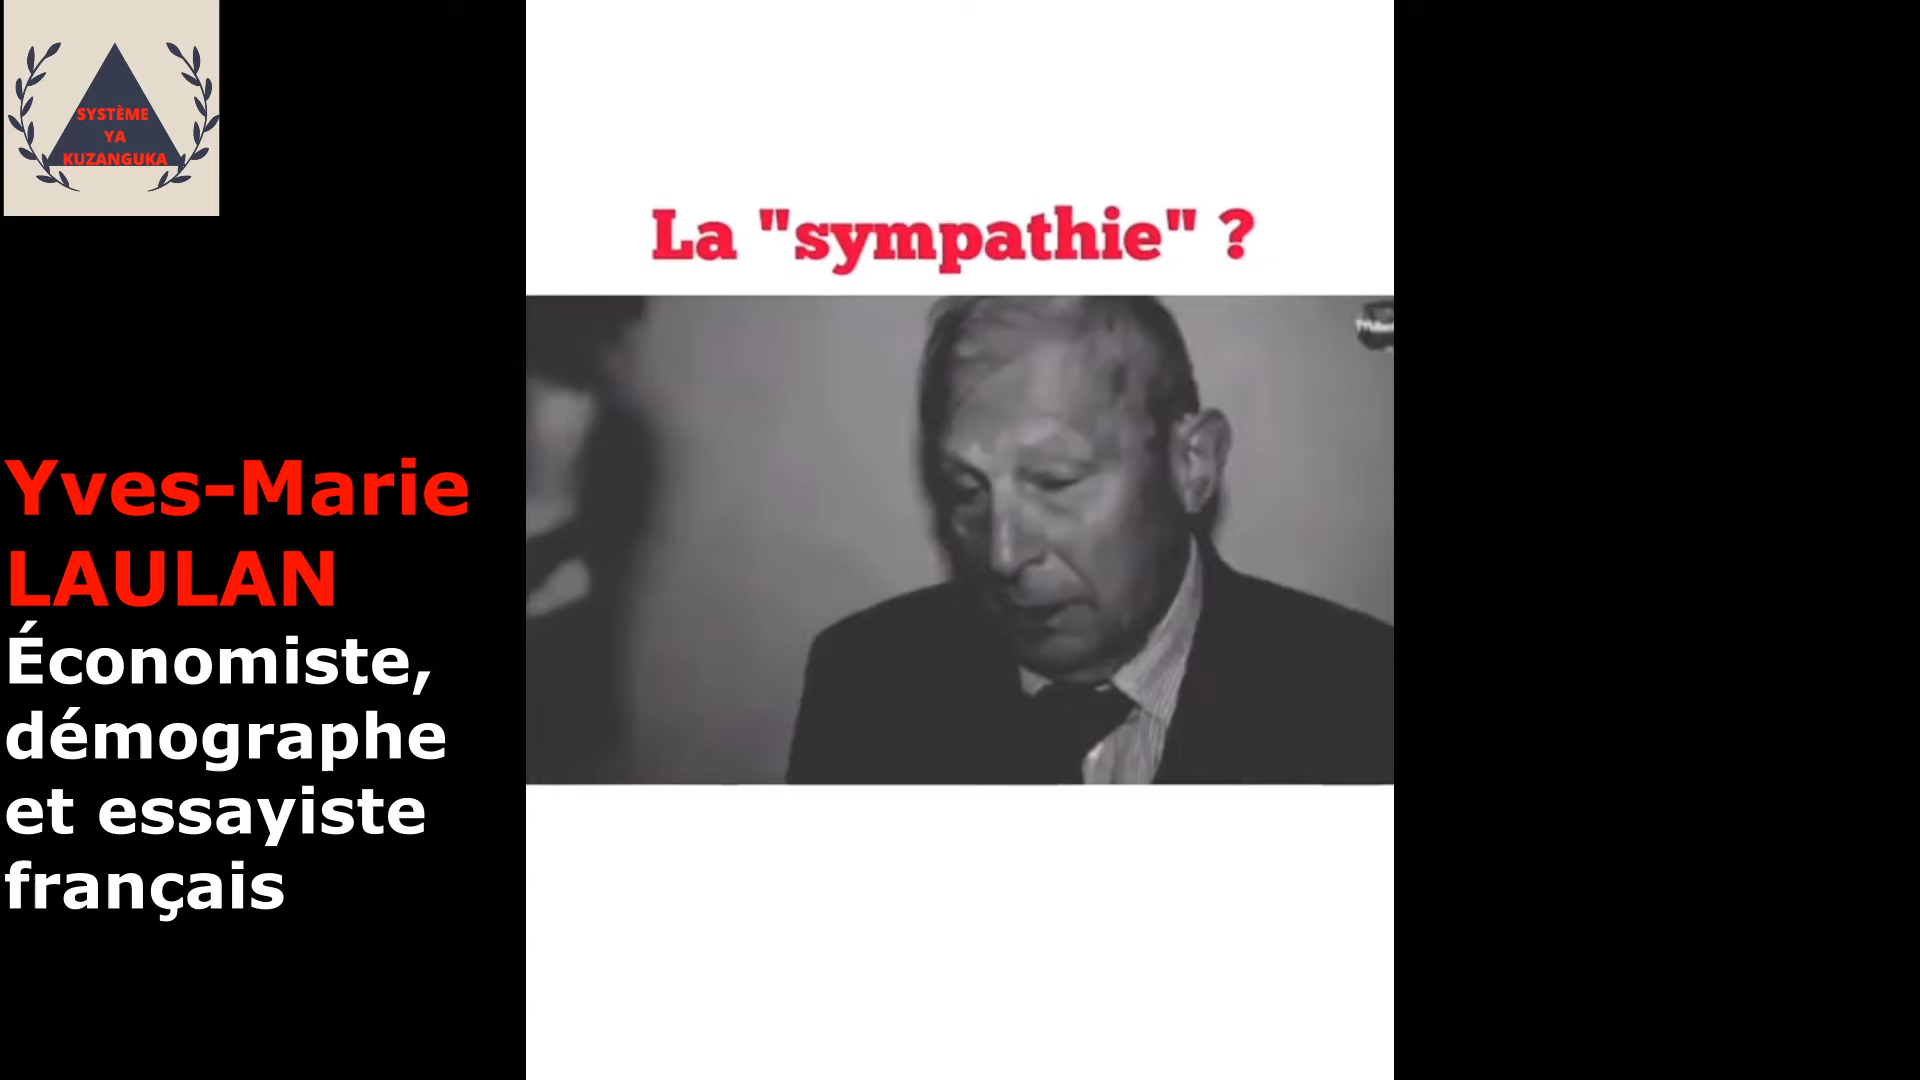 SYSTÈME
YA
KUZANGUKA
La "sympathie" ?
Yves-Marie
LAULAN
Économiste,
démographe
et essayiste
français